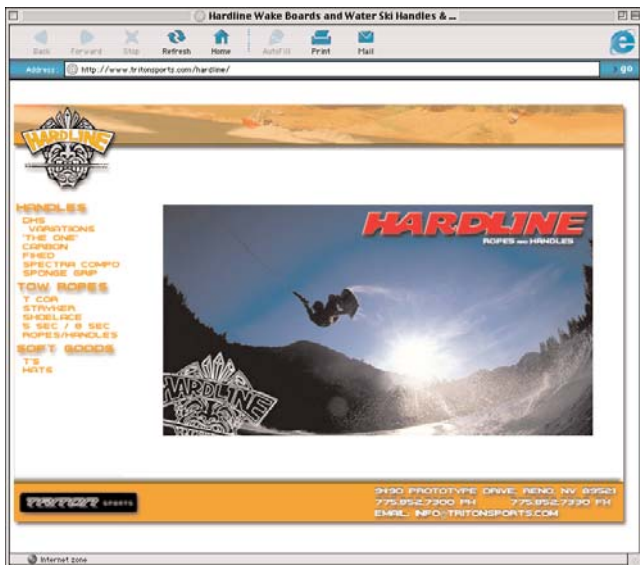 Hardline Wake Boards and Water Ski Handles & ...
Back Forward Stop Refresh Home AutoFill Print Mail
Address: http://www.tritonsports.com/hardline/ go
HARDLINE
HANDLES
DHS
VARIATIONS
"THE ONE"
CARBON
FIXED
SPECTRA COMPO
SPONGE GRIP
TOW ROPES
T COR
STRYKER
SHOELACE
5 SEC / 8 SEC
ROPES/HANDLES
SOFT GOODS
T'S
HATS
HARDLINE
ROPES AND HANDLES
HARDLINE
TRITON SPORTS
9490 PROTOTYPE DRIVE, RENO, NV 89521
775.852.7300 PH 775.852.7330 FX
EMAIL: INFO@TRITONSPORTS.COM
Internet zone